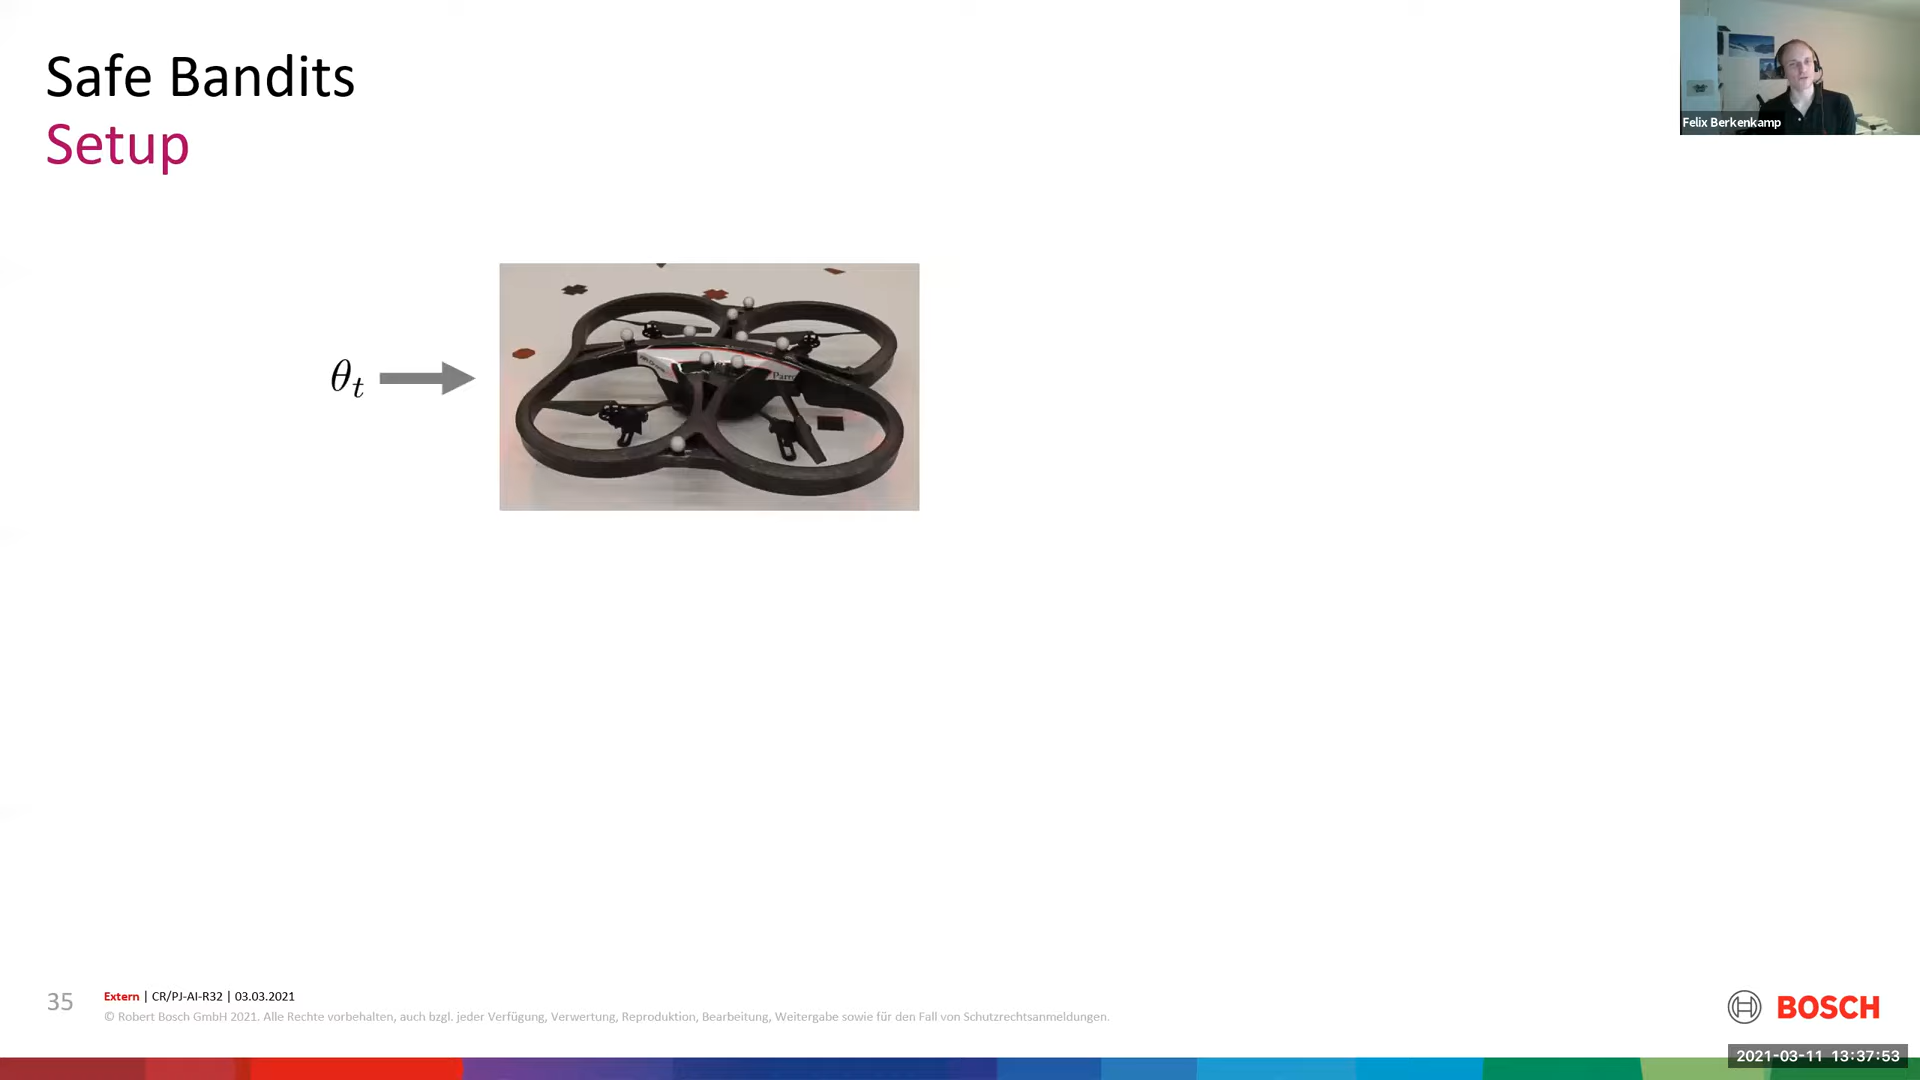 Safe Bandits
Setup
Felix Berkenkamp
θ_t
Parr
35
Extern | CR/PJ-AI-R32 | 03.03.2021
© Robert Bosch GmbH 2021. Alle Rechte vorbehalten, auch bzgl. jeder Verfügung, Verwertung, Reproduktion, Bearbeitung, Weitergabe sowie für den Fall von Schutzrechtsanmeldungen.
BOSCH
2021-03-11 13:37:53